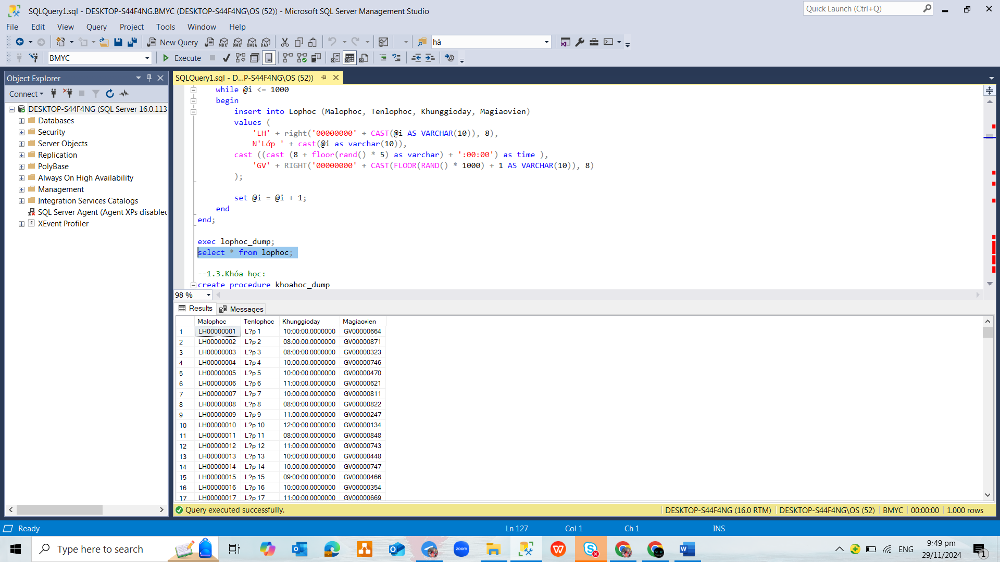 SQLQuery1.sql - DESKTOP-S44F4NG.BMYC (DESKTOP-S44F4NG\OS (52)) - Microsoft SQL Server Management Studio
Quick Launch (Ctrl+Q)
File Edit View Query Project Tools Window Help
New Query
MDX DMX XMLA DAX
hà
BMYC
Execute
Object Explorer
SQLQuery1.sql - D...P-S44F4NG\OS (52))
Connect
DESKTOP-S44F4NG (SQL Server 16.0.113
Databases
Security
Server Objects
Replication
PolyBase
Always On High Availability
Management
Integration Services Catalogs
SQL Server Agent (Agent XPs disabled
XEvent Profiler
while @i <= 1000
begin
insert into Lophoc (Malophoc, Tenlophoc, Khunggioday, Magiaovien)
values (
'LH' + right('00000000' + CAST(@i AS VARCHAR(10)), 8),
N'Lớp ' + cast(@i as varchar(10)),
cast ((cast (8 + floor(rand() * 5) as varchar) + ':00:00') as time ),
'GV' + RIGHT('00000000' + CAST(FLOOR(RAND() * 1000) + 1 AS VARCHAR(10)), 8)
);
set @i = @i + 1;
end
end;
exec lophoc_dump;
select * from lophoc;
--1.3.Khóa học:
create procedure khoahoc_dump
98 %
Results Messages
Malophoc Tenlophoc Khunggioday Magiaovien
1 LH00000001 L?p 1 10:00:00.0000000 GV00000664
2 LH00000002 L?p 2 08:00:00.0000000 GV00000871
3 LH00000003 L?p 3 08:00:00.0000000 GV00000323
4 LH00000004 L?p 4 10:00:00.0000000 GV00000746
5 LH00000005 L?p 5 10:00:00.0000000 GV00000470
6 LH00000006 L?p 6 11:00:00.0000000 GV00000621
7 LH00000007 L?p 7 10:00:00.0000000 GV00000811
8 LH00000008 L?p 8 08:00:00.0000000 GV00000822
9 LH00000009 L?p 9 11:00:00.0000000 GV00000247
10 LH00000010 L?p 10 12:00:00.0000000 GV00000134
11 LH00000011 L?p 11 08:00:00.0000000 GV00000848
12 LH00000012 L?p 12 11:00:00.0000000 GV00000743
13 LH00000013 L?p 13 10:00:00.0000000 GV00000448
14 LH00000014 L?p 14 10:00:00.0000000 GV00000747
15 LH00000015 L?p 15 09:00:00.0000000 GV00000466
16 LH00000016 L?p 16 10:00:00.0000000 GV00000354
17 LH00000017 L?p 17 11:00:00.0000000 GV00000669
Query executed successfully.
DESKTOP-S44F4NG (16.0 RTM) DESKTOP-S44F4NG\OS (52) BMYC 00:00:00 1.000 rows
Ready Ln 127 Col 1 Ch 1 INS
Type here to search
zoom
ENG
9:49 pm
29/11/2024
1